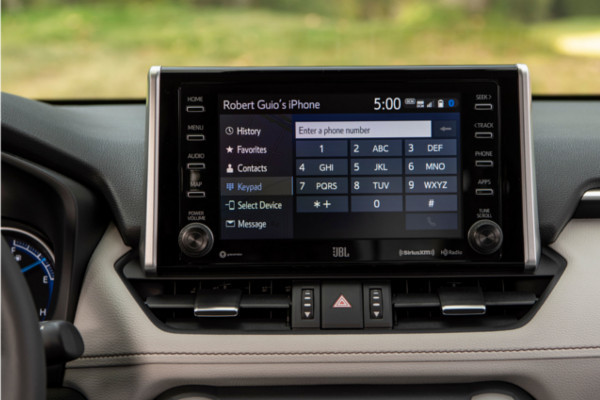 HOME
MENU
AUDIO
MAP
POWER
VOLUME
Robert Guio's iPhone 5:00
History
Favorites
Contacts
Keypad
Select Device
Message
Enter a phone number
1 2 ABC 3 DEF
4 GHI 5 JKL 6 MNO
7 PQRS 8 TUV 9 WXYZ
*+ 0 #
SEEK >
< TRACK
PHONE
APPS
TUNE
SCROLL
JBL
SiriusXM
HD Radio
E
H